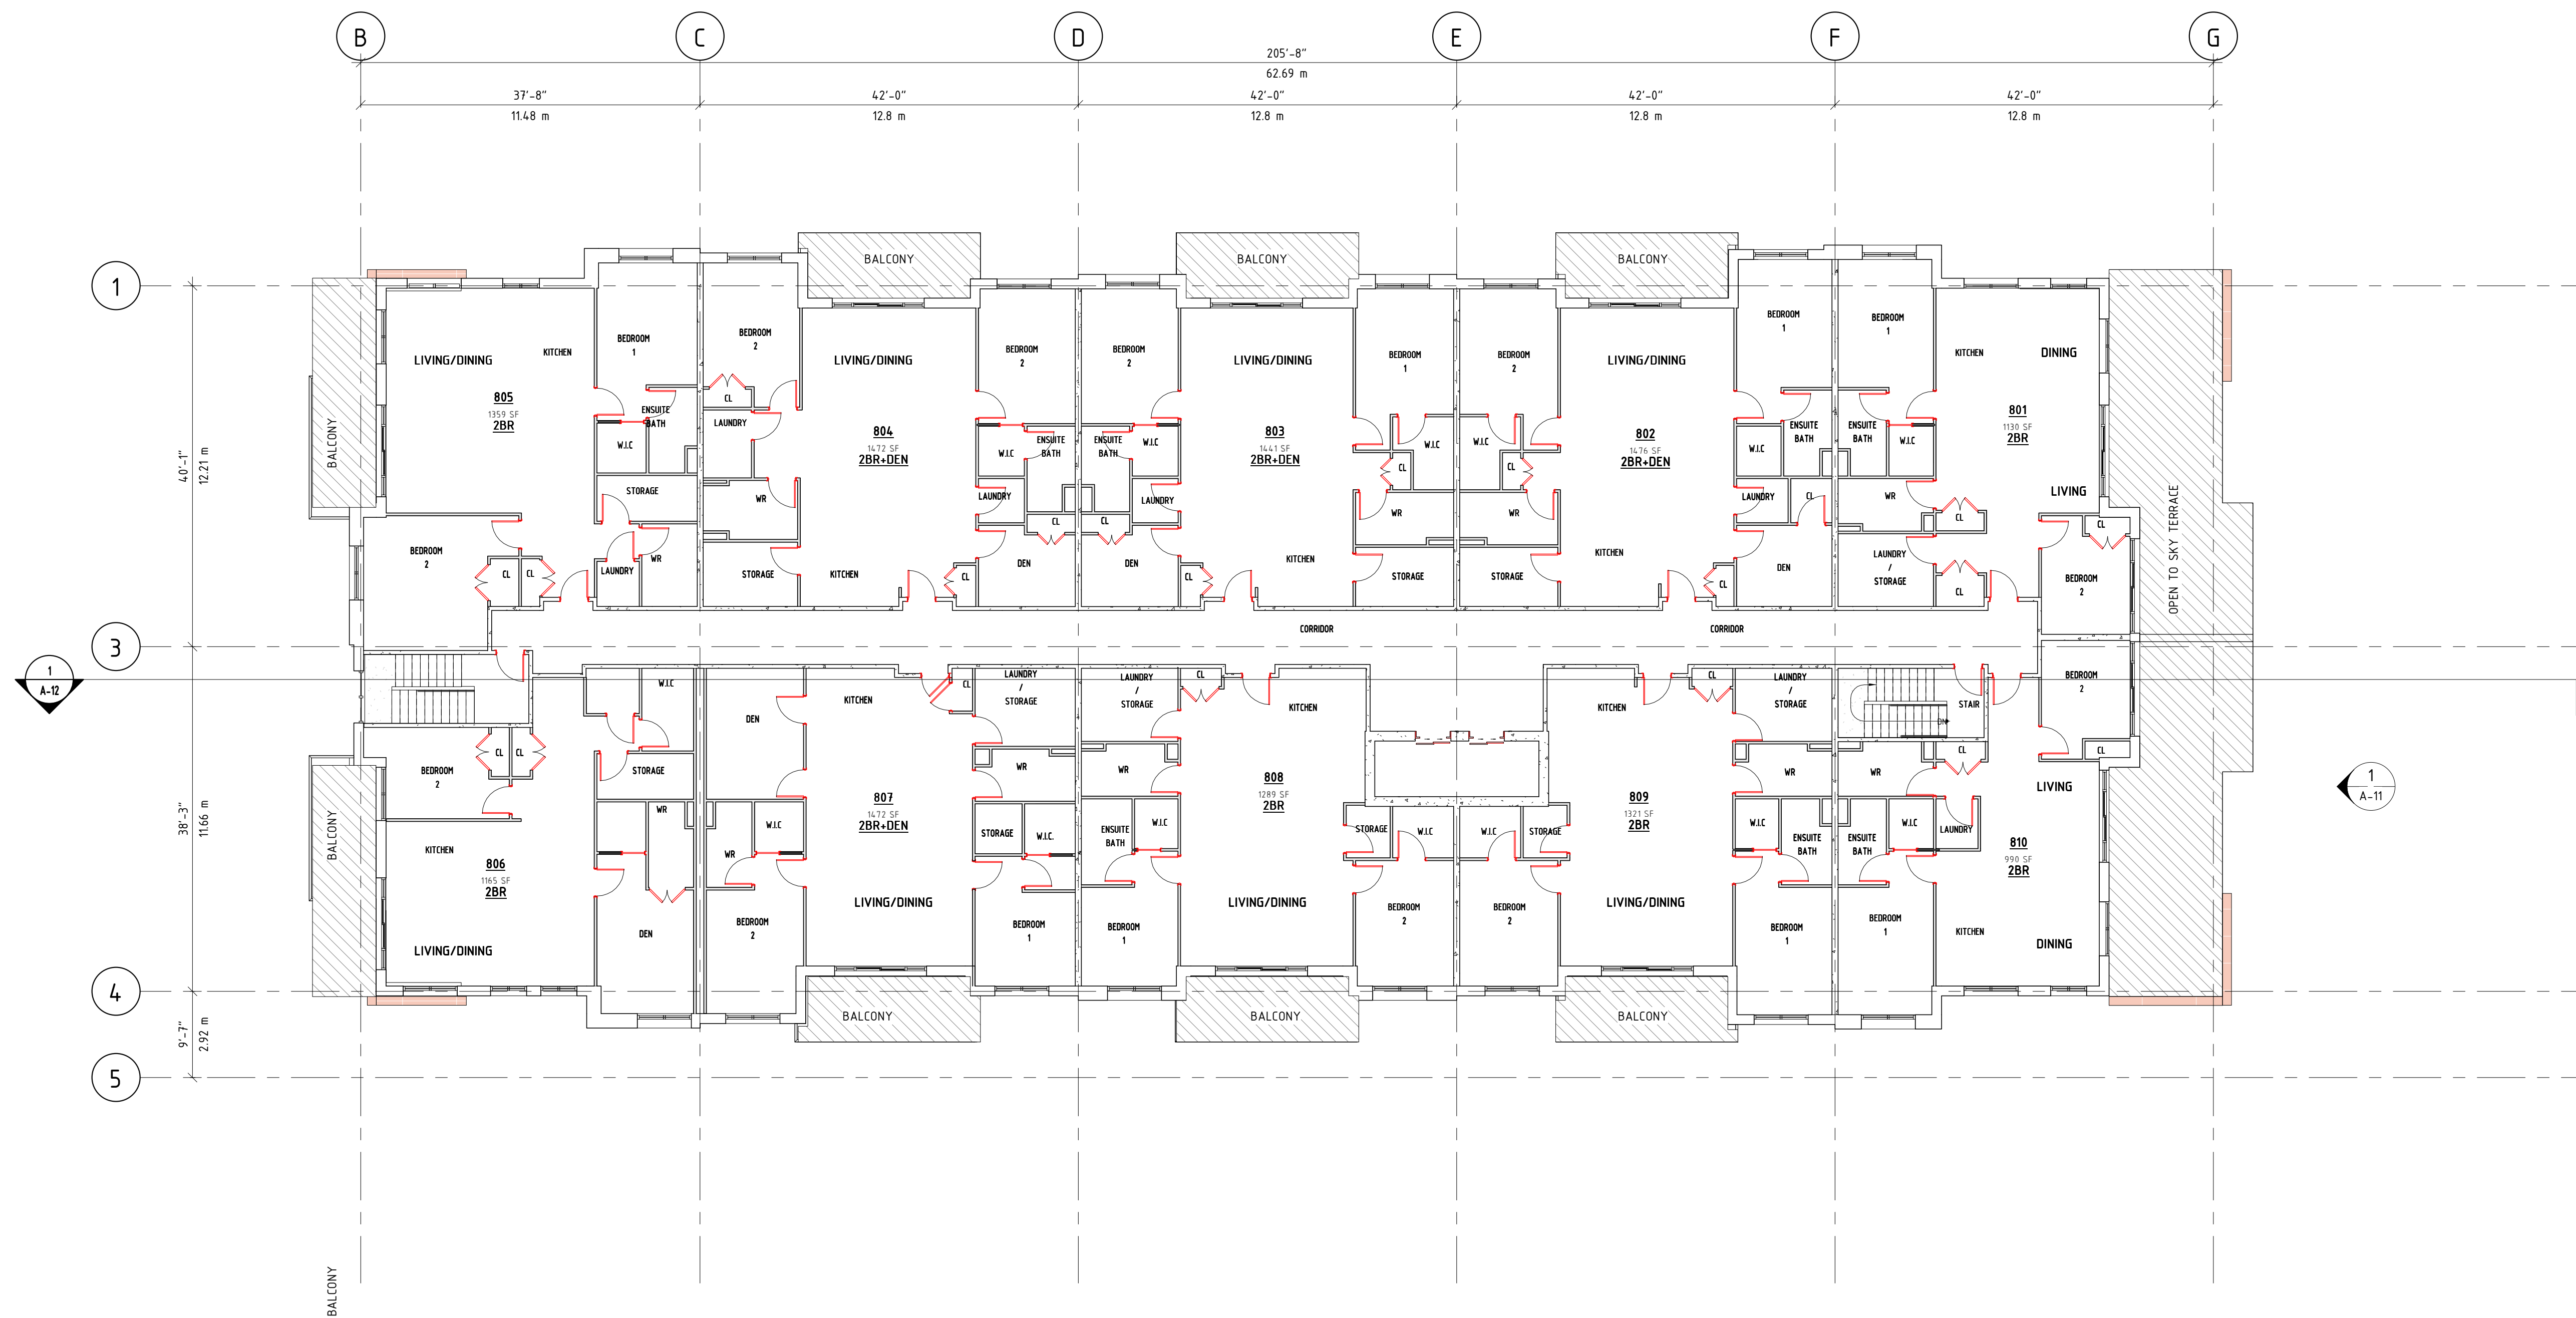 B
C
D
E
F
G
205'-8"
62.69 m
37'-8"
42'-0"
42'-0"
42'-0"
42'-0"
11.48 m
12.8 m
12.8 m
12.8 m
12.8 m
1
3
4
5
40'-1"
12.21 m
38'-3"
11.66 m
9'-7"
2.92 m
1
A-12
1
A-11
BALCONY
BALCONY
BALCONY
BALCONY
LIVING/DINING
KITCHEN
805
1359 SF
2BR
BEDROOM
1
ENSUITE
BATH
W.I.C
STORAGE
LAUNDRY
WR
BEDROOM
2
CL
CL
BEDROOM
2
CL
LAUNDRY
WR
STORAGE
LIVING/DINING
804
1472 SF
2BR+DEN
KITCHEN
CL
BEDROOM
2
W.I.C
ENSUITE
BATH
LAUNDRY
CL
DEN
BEDROOM
2
ENSUITE
BATH
W.I.C
LAUNDRY
CL
DEN
CL
LIVING/DINING
803
1441 SF
2BR+DEN
KITCHEN
BEDROOM
1
W.I.C
CL
WR
STORAGE
BEDROOM
2
W.I.C
CL
WR
STORAGE
LIVING/DINING
802
1476 SF
2BR+DEN
KITCHEN
CL
BEDROOM
1
W.I.C
ENSUITE
BATH
LAUNDRY
CL
DEN
BEDROOM
1
ENSUITE
BATH
W.I.C
WR
CL
LAUNDRY
/
STORAGE
CL
KITCHEN
DINING
801
1130 SF
2BR
LIVING
CL
BEDROOM
2
OPEN TO SKY TERRACE
CORRIDOR
CORRIDOR
W.I.C
BEDROOM
2
CL
CL
STORAGE
WR
KITCHEN
806
1165 SF
2BR
LIVING/DINING
DEN
BALCONY
DEN
WR
W.I.C
BEDROOM
2
KITCHEN
CL
807
1472 SF
2BR+DEN
LIVING/DINING
LAUNDRY
/
STORAGE
WR
STORAGE
W.I.C.
BEDROOM
1
BALCONY
LAUNDRY
/
STORAGE
CL
WR
ENSUITE
BATH
W.I.C
BEDROOM
1
KITCHEN
808
1289 SF
2BR
LIVING/DINING
STORAGE
W.I.C
BEDROOM
2
BALCONY
W.I.C
STORAGE
BEDROOM
2
KITCHEN
CL
809
1321 SF
2BR
LIVING/DINING
LAUNDRY
/
STORAGE
WR
W.I.C
ENSUITE
BATH
BEDROOM
1
BALCONY
STAIR
DN
WR
CL
ENSUITE
BATH
W.I.C
LAUNDRY
BEDROOM
1
BEDROOM
2
CL
LIVING
810
990 SF
2BR
KITCHEN
DINING
BALCONY